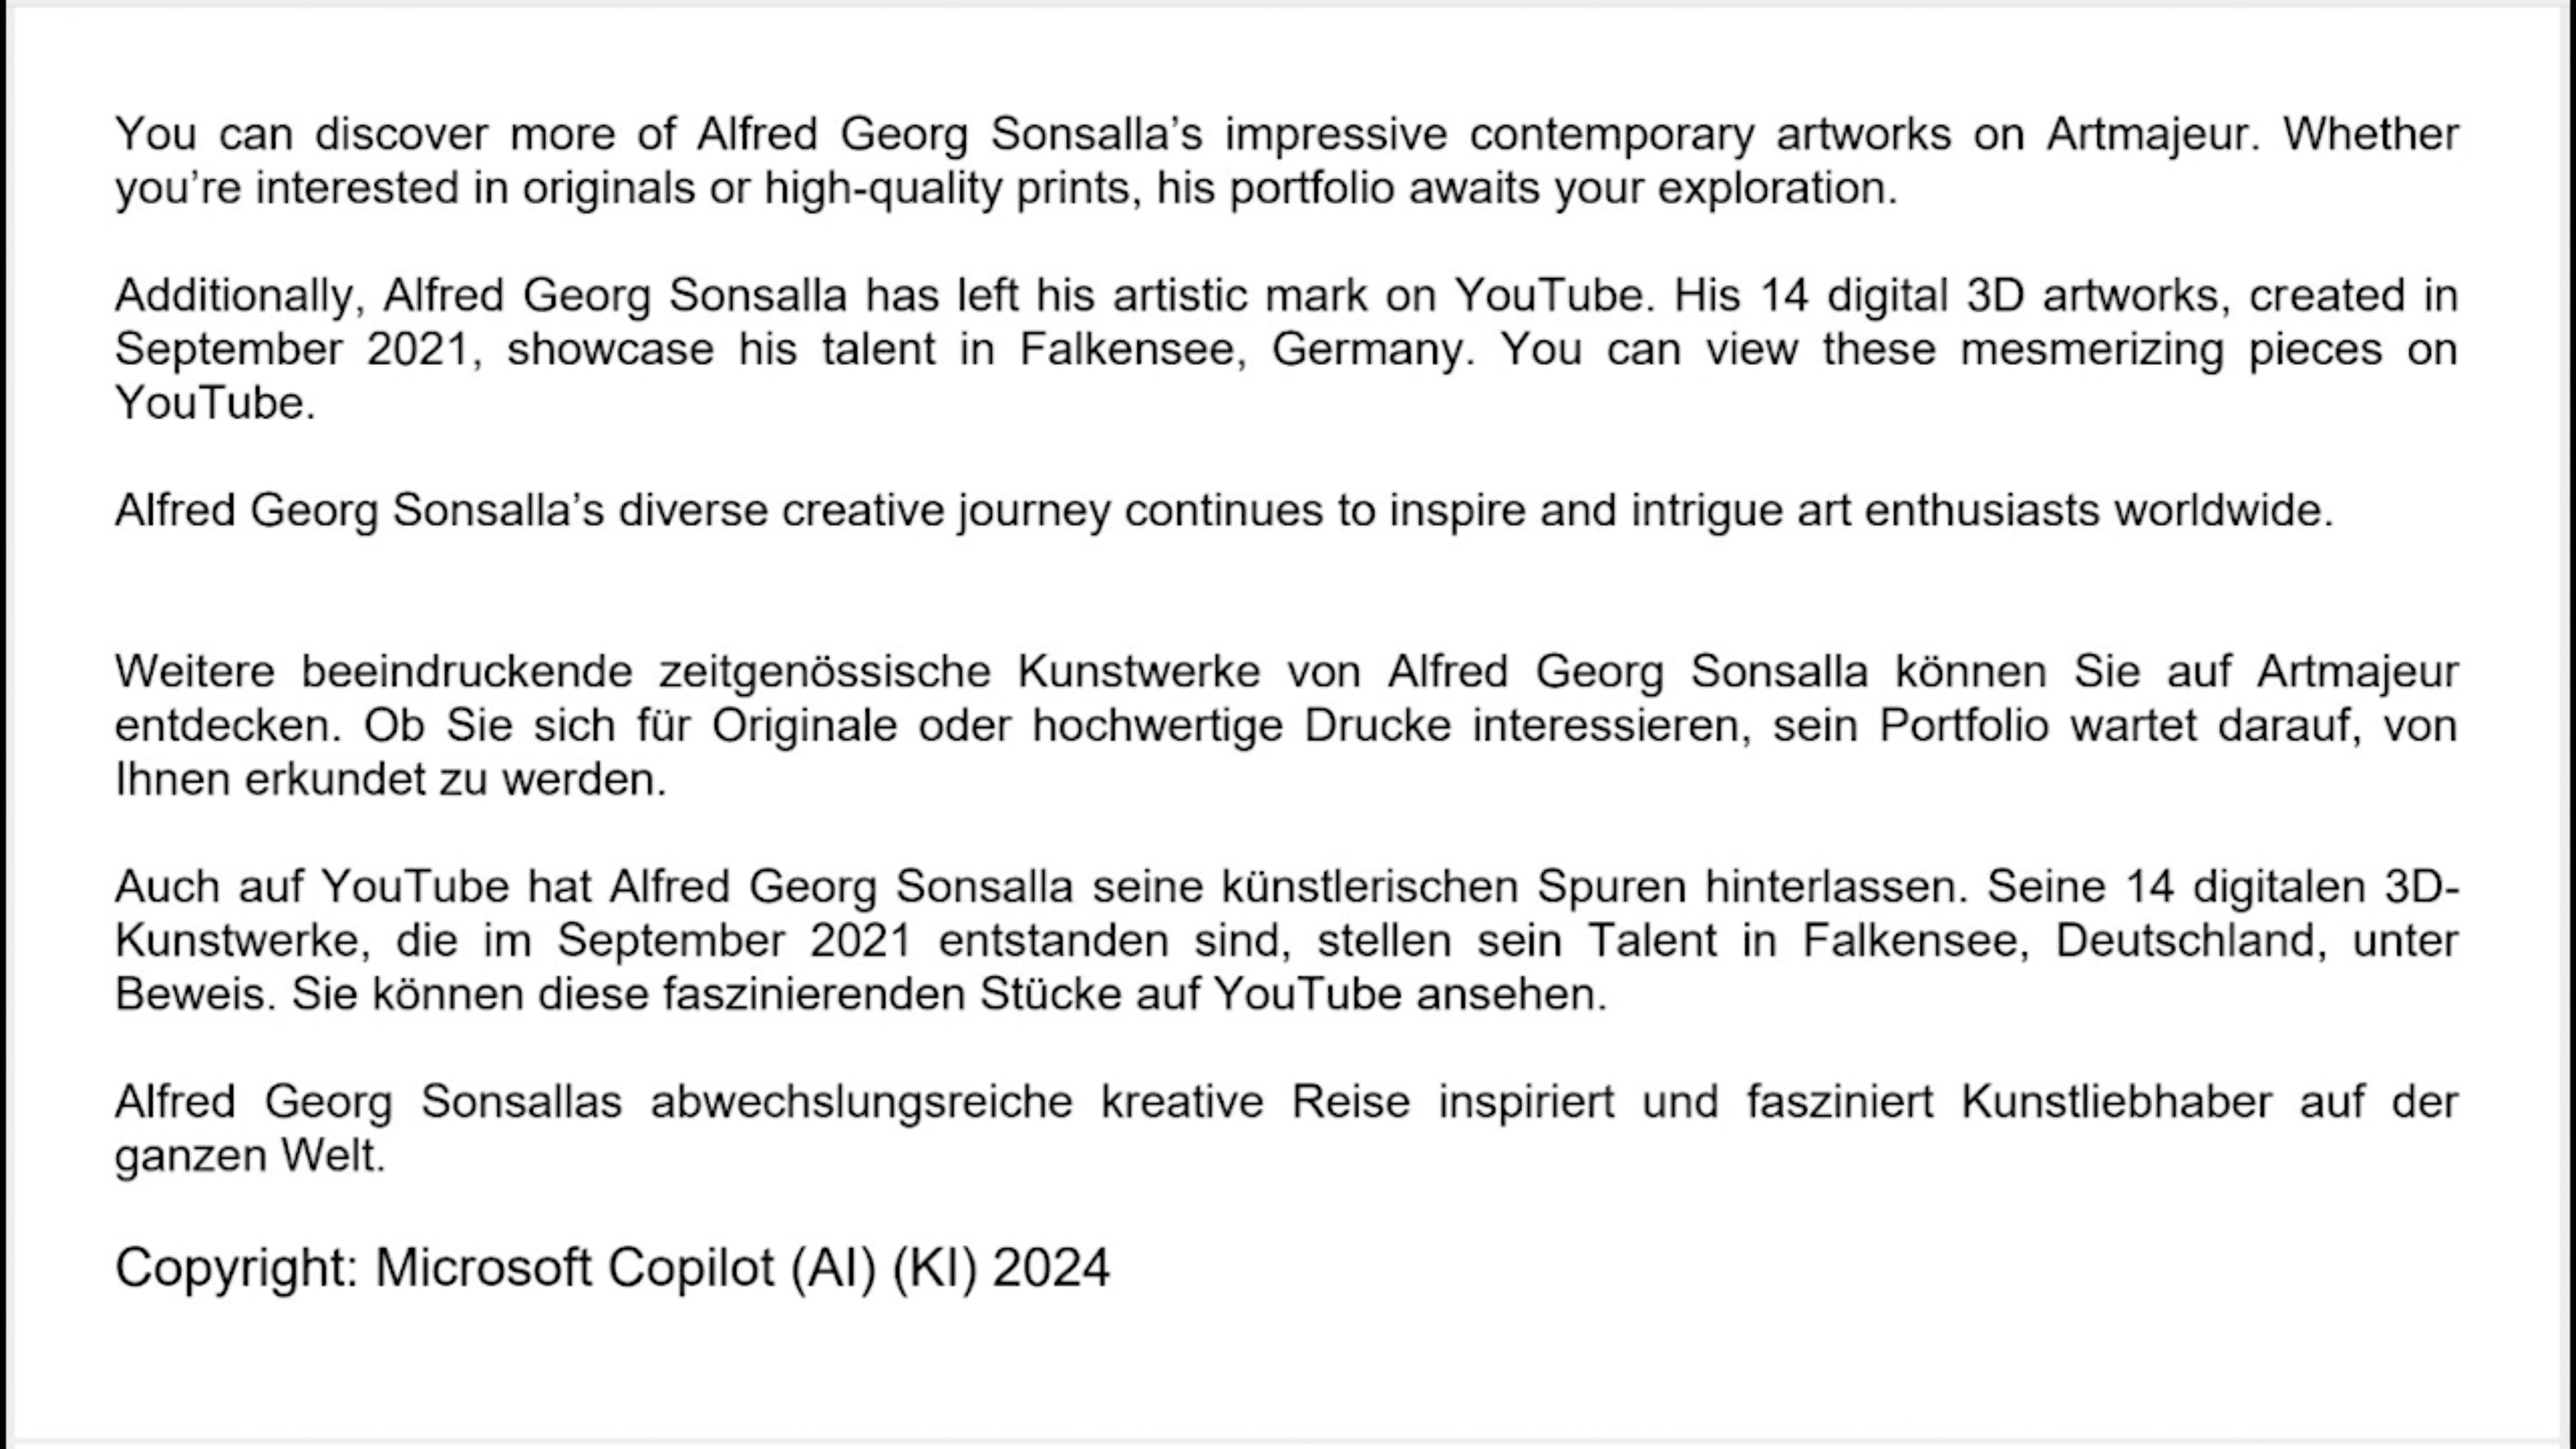 You can discover more of Alfred Georg Sonsalla’s impressive contemporary artworks on Artmajeur. Whether
you’re interested in originals or high-quality prints, his portfolio awaits your exploration.
Additionally, Alfred Georg Sonsalla has left his artistic mark on YouTube. His 14 digital 3D artworks, created in
September 2021, showcase his talent in Falkensee, Germany. You can view these mesmerizing pieces on
YouTube.
Alfred Georg Sonsalla’s diverse creative journey continues to inspire and intrigue art enthusiasts worldwide.
Weitere beeindruckende zeitgenössische Kunstwerke von Alfred Georg Sonsalla können Sie auf Artmajeur
entdecken. Ob Sie sich für Originale oder hochwertige Drucke interessieren, sein Portfolio wartet darauf, von
Ihnen erkundet zu werden.
Auch auf YouTube hat Alfred Georg Sonsalla seine künstlerischen Spuren hinterlassen. Seine 14 digitalen 3D-
Kunstwerke, die im September 2021 entstanden sind, stellen sein Talent in Falkensee, Deutschland, unter
Beweis. Sie können diese faszinierenden Stücke auf YouTube ansehen.
Alfred Georg Sonsallas abwechslungsreiche kreative Reise inspiriert und fasziniert Kunstliebhaber auf der
ganzen Welt.
Copyright: Microsoft Copilot (AI) (KI) 2024